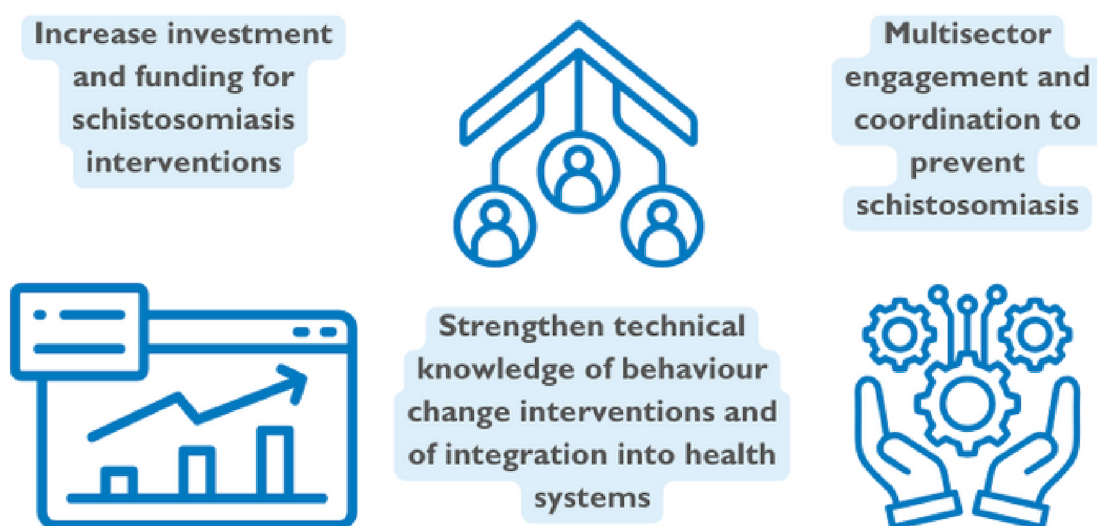 Increase investment
and funding for
schistosomiasis
interventions
Multisector
engagement and
coordination to
prevent
schistosomiasis
Strengthen technical
knowledge of behaviour
change interventions and
of integration into health
systems